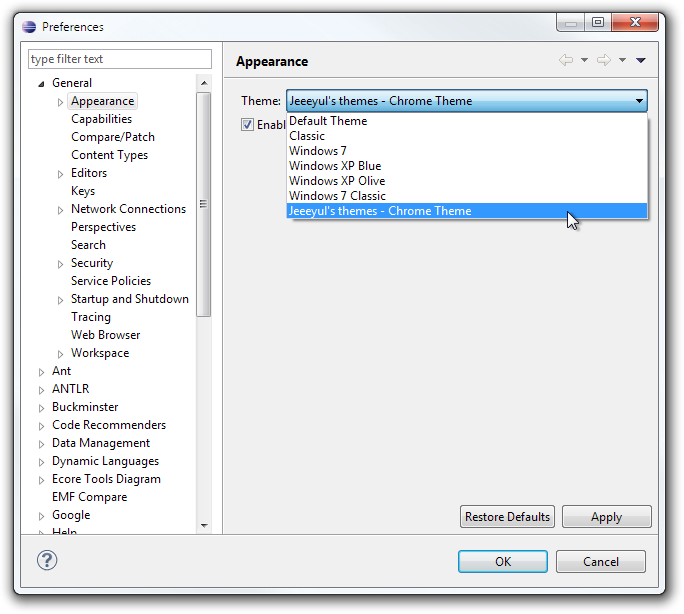 Preferences
type filter text
General
Appearance
Capabilities
Compare/Patch
Content Types
Editors
Keys
Network Connections
Perspectives
Search
Security
Service Policies
Startup and Shutdown
Tracing
Web Browser
Workspace
Ant
ANTLR
Buckminster
Code Recommenders
Data Management
Dynamic Languages
Ecore Tools Diagram
EMF Compare
Google
Help
Appearance
Theme: Jeeeyul's themes - Chrome Theme
Enabl
Default Theme
Classic
Windows 7
Windows XP Blue
Windows XP Olive
Windows 7 Classic
Jeeeyul's themes - Chrome Theme
Restore Defaults
Apply
?
OK
Cancel